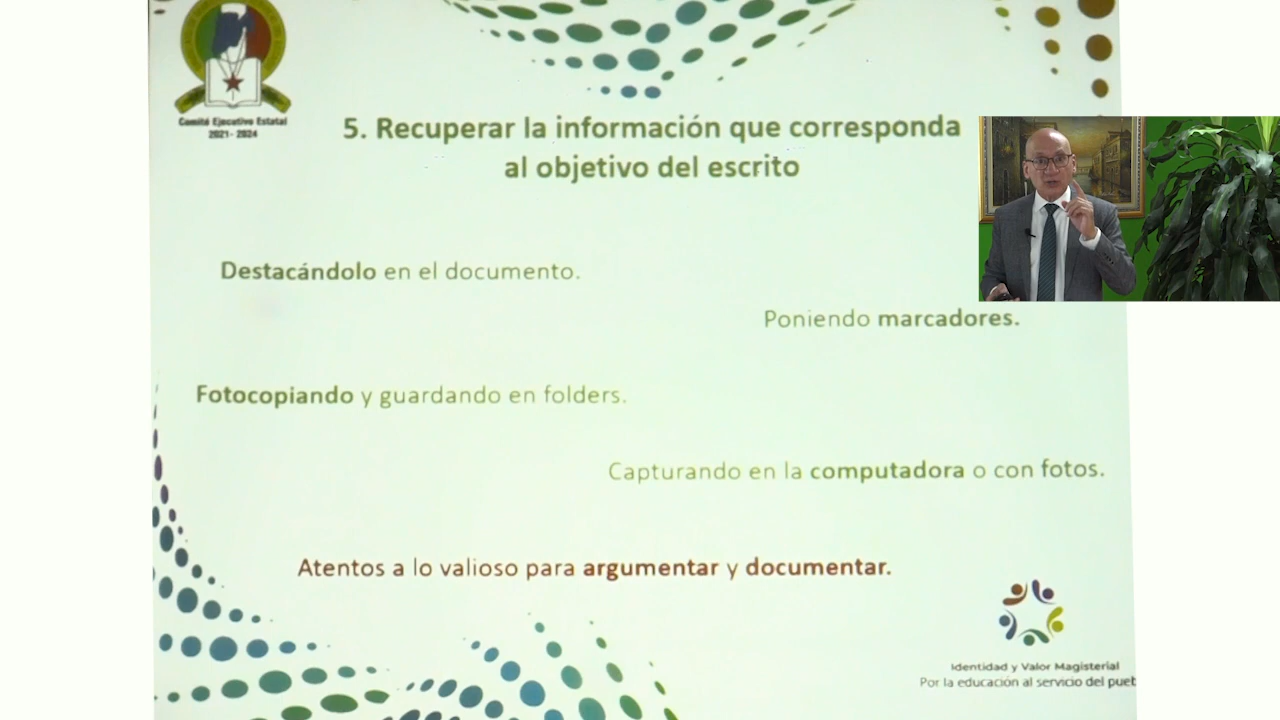 Comité Ejecutivo Estatal
2021- 2024
5. Recuperar la información que corresponda
al objetivo del escrito
Destacándolo en el documento.
Poniendo marcadores.
Fotocopiando y guardando en folders.
Capturando en la computadora o con fotos.
Atentos a lo valioso para argumentar y documentar.
Identidad y Valor Magisterial
Por la educación al servicio del